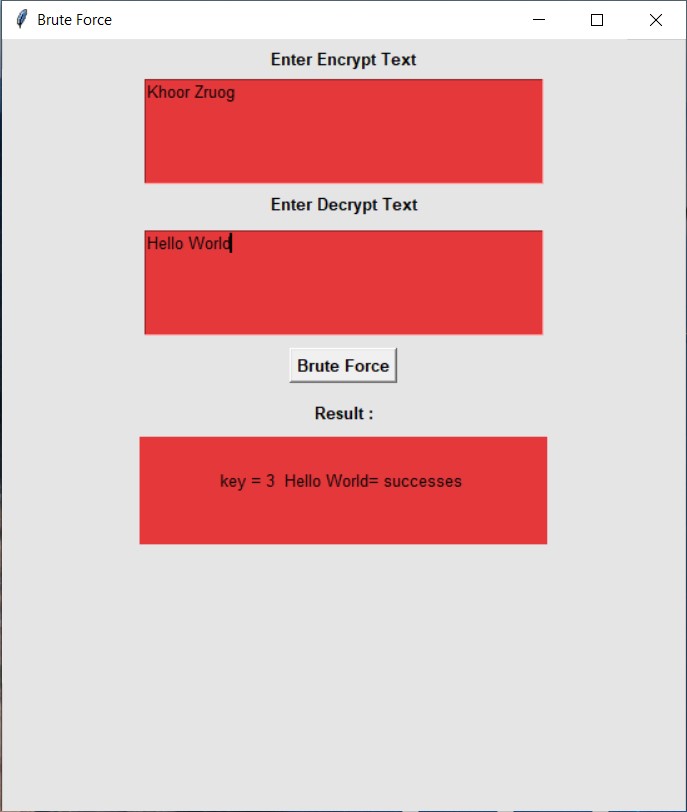 Brute Force
Enter Encrypt Text
Khoor Zruog
Enter Decrypt Text
Hello World
Brute Force
Result :
key = 3  Hello World= successes